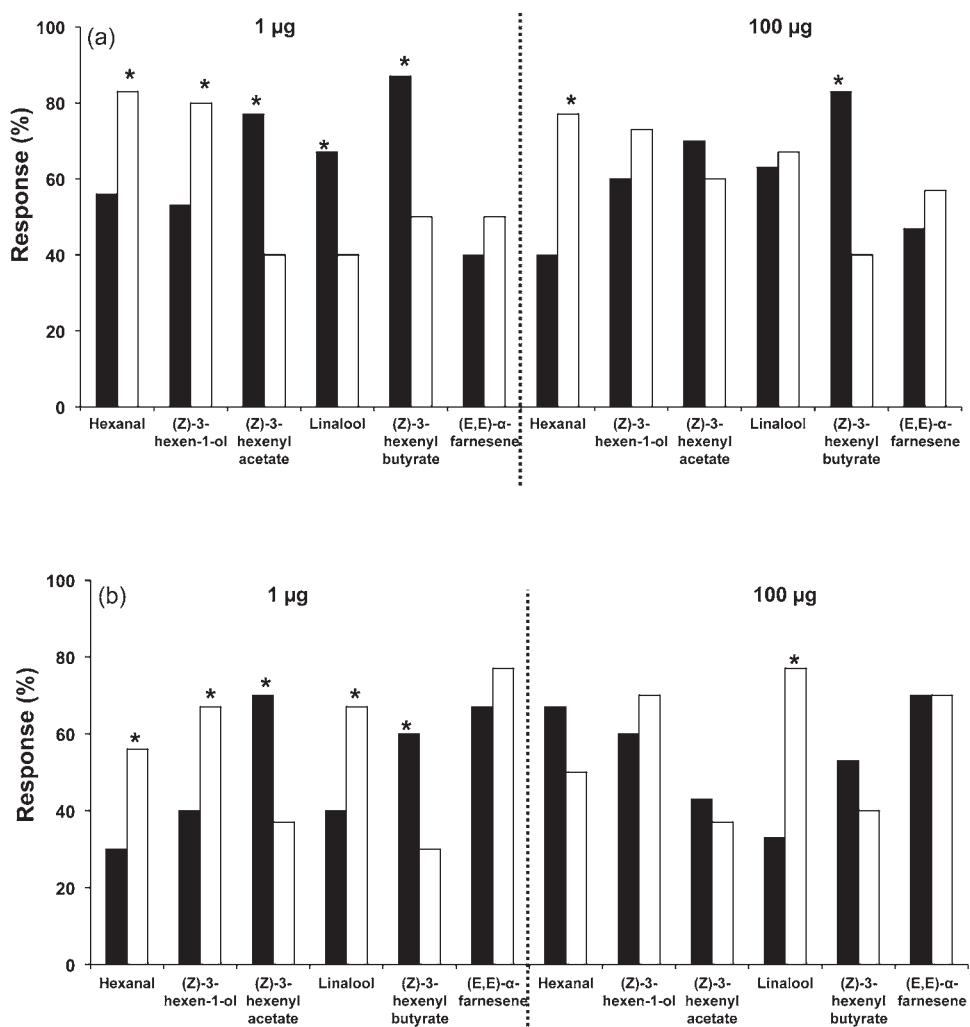 (a)
1 µg
100 µg
Response (%)
100
80
60
40
20
0
* * * * * * *
Hexanal (Z)-3- (Z)-3- Linalool (Z)-3- (E,E)-α- Hexanal (Z)-3- (Z)-3- Linalool (Z)-3- (E,E)-α-
hexen-1-ol hexenyl hexenyl farnesene hexen-1-ol hexenyl hexenyl farnesene
acetate butyrate acetate butyrate
(b)
1 µg
100 µg
Response (%)
100
80
60
40
20
0
* * * * * *
Hexanal (Z)-3- (Z)-3- Linalool (Z)-3- (E,E)-α- Hexanal (Z)-3- (Z)-3- Linalool (Z)-3- (E,E)-α-
hexen-1-ol hexenyl hexenyl farnesene hexen-1-ol hexenyl hexenyl farnesene
acetate butyrate acetate butyrate